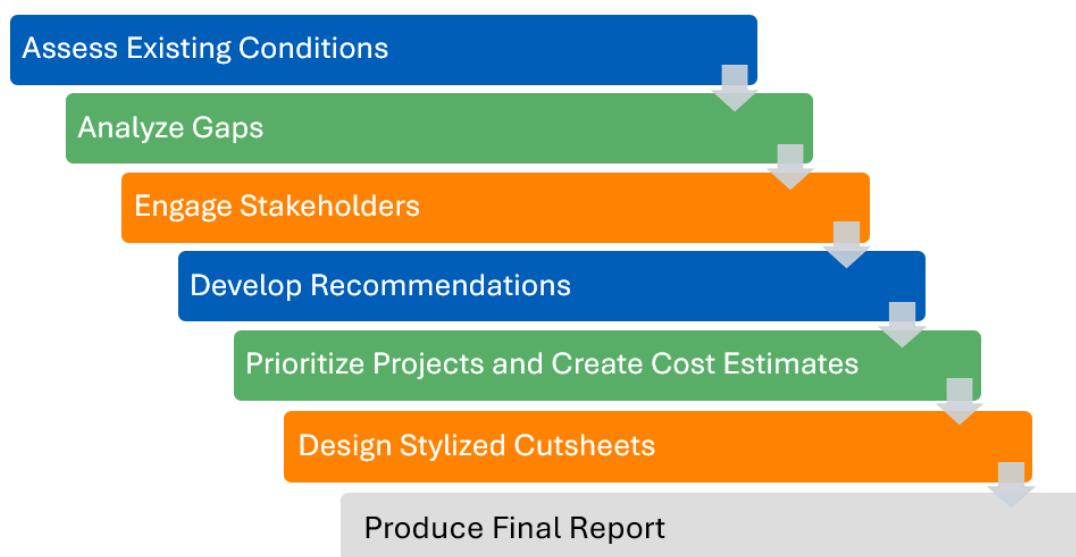 Assess Existing Conditions
Analyze Gaps
Engage Stakeholders
Develop Recommendations
Prioritize Projects and Create Cost Estimates
Design Stylized Cutsheets
Produce Final Report